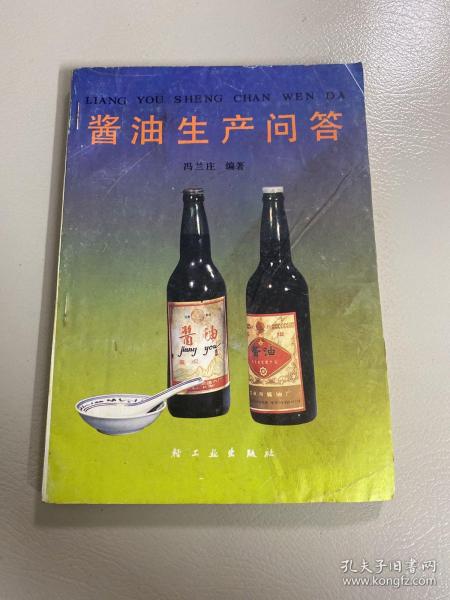 LIANG YOU SHENG CHAN WEN DA
酱油生产问答
冯兰庄 编著
酱油
jiang you
酱油
轻工业出版社
孔夫子旧书网
www.kongfz.com